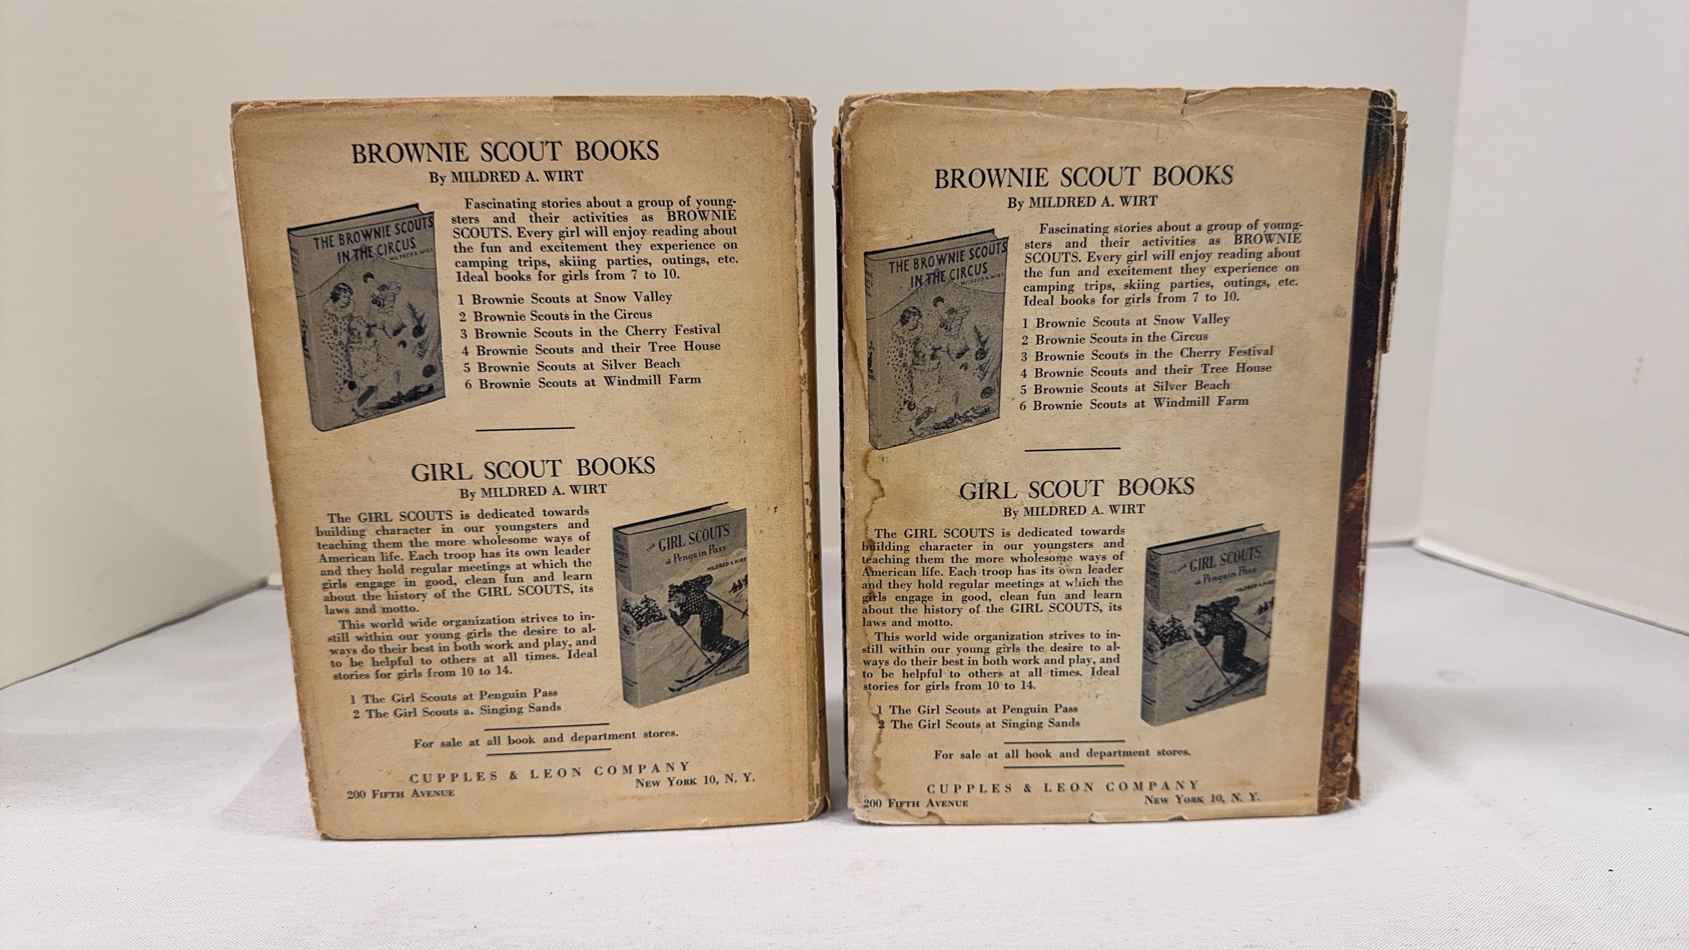 BROWNIE SCOUT BOOKS
By MILDRED A. WIRT
THE BROWNIE SCOUTS
IN THE CIRCUS
MILDRED A. WIRT
Fascinating stories about a group of young-
sters and their activities as BROWNIE
SCOUTS. Every girl will enjoy reading about
the fun and excitement they experience on
camping trips, skiing parties, outings, etc.
Ideal books for girls from 7 to 10.
1 Brownie Scouts at Snow Valley
2 Brownie Scouts in the Circus
3 Brownie Scouts in the Cherry Festival
4 Brownie Scouts and their Tree House
5 Brownie Scouts at Silver Beach
6 Brownie Scouts at Windmill Farm
GIRL SCOUT BOOKS
By MILDRED A. WIRT
The GIRL SCOUTS is dedicated towards
building character in our youngsters and
teaching them the more wholesome ways of
American life. Each troop has its own leader
and they hold regular meetings at which the
girls engage in good, clean fun and learn
about the history of the GIRL SCOUTS, its
laws and motto.
This world wide organization strives to in-
still within our young girls the desire to al-
ways do their best in both work and play, and
to be helpful to others at all times. Ideal
stories for girls from 10 to 14.
THE GIRL SCOUTS
at Penguin Pass
MILDRED A. WIRT
1 The Girl Scouts at Penguin Pass
2 The Girl Scouts a. Singing Sands
For sale at all book and department stores.
CUPPLES & LEON COMPANY
200 FIFTH AVENUE NEW YORK 10, N. Y.
BROWNIE SCOUT BOOKS
By MILDRED A. WIRT
THE BROWNIE SCOUTS
IN THE CIRCUS
MILDRED A. WIRT
Fascinating stories about a group of young-
sters and their activities as BROWNIE
SCOUTS. Every girl will enjoy reading about
the fun and excitement they experience on
camping trips, skiing parties, outings, etc.
Ideal books for girls from 7 to 10.
1 Brownie Scouts at Snow Valley
2 Brownie Scouts in the Circus
3 Brownie Scouts in the Cherry Festival
4 Brownie Scouts and their Tree House
5 Brownie Scouts at Silver Beach
6 Brownie Scouts at Windmill Farm
GIRL SCOUT BOOKS
By MILDRED A. WIRT
The GIRL SCOUTS is dedicated towards
building character in our youngsters and
teaching them the more wholesome ways of
American life. Each troop has its own leader
and they hold regular meetings at which the
girls engage in good, clean fun and learn
about the history of the GIRL SCOUTS, its
laws and motto.
This world wide organization strives to in-
still within our young girls the desire to al-
ways do their best in both work and play, and
to be helpful to others at all times. Ideal
stories for girls from 10 to 14.
THE GIRL SCOUTS
at Penguin Pass
MILDRED A. WIRT
1 The Girl Scouts at Penguin Pass
2 The Girl Scouts at Singing Sands
For sale at all book and department stores.
CUPPLES & LEON COMPANY
200 FIFTH AVENUE NEW YORK 10, N. Y.